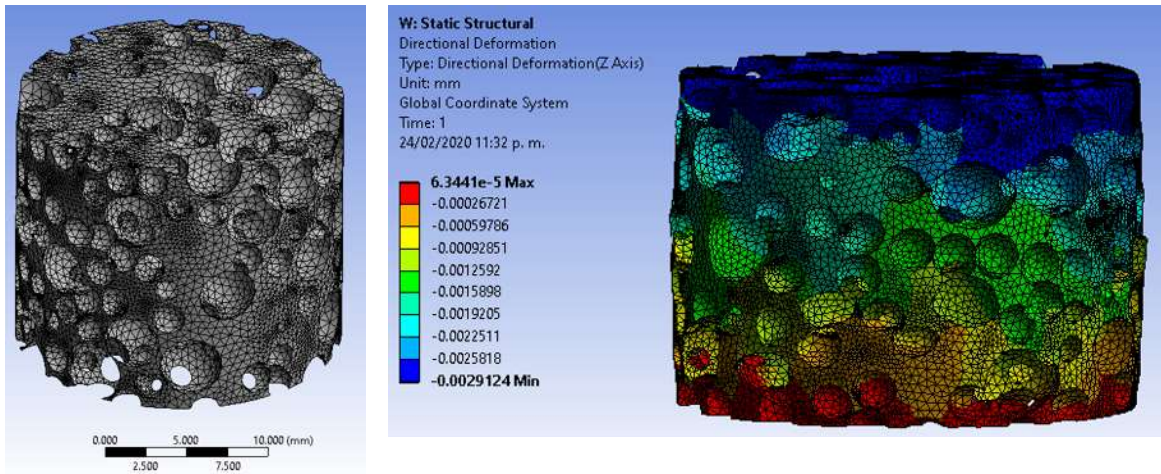 0.000
5.000
10.000 (mm)
2.500
7.500
W: Static Structural
Directional Deformation
Type: Directional Deformation(Z Axis)
Unit: mm
Global Coordinate System
Time: 1
24/02/2020 11:32 p. m.
6.3441e-5 Max
-0.00026721
-0.00059786
-0.00092851
-0.0012592
-0.0015898
-0.0019205
-0.0022511
-0.0025818
-0.0029124 Min